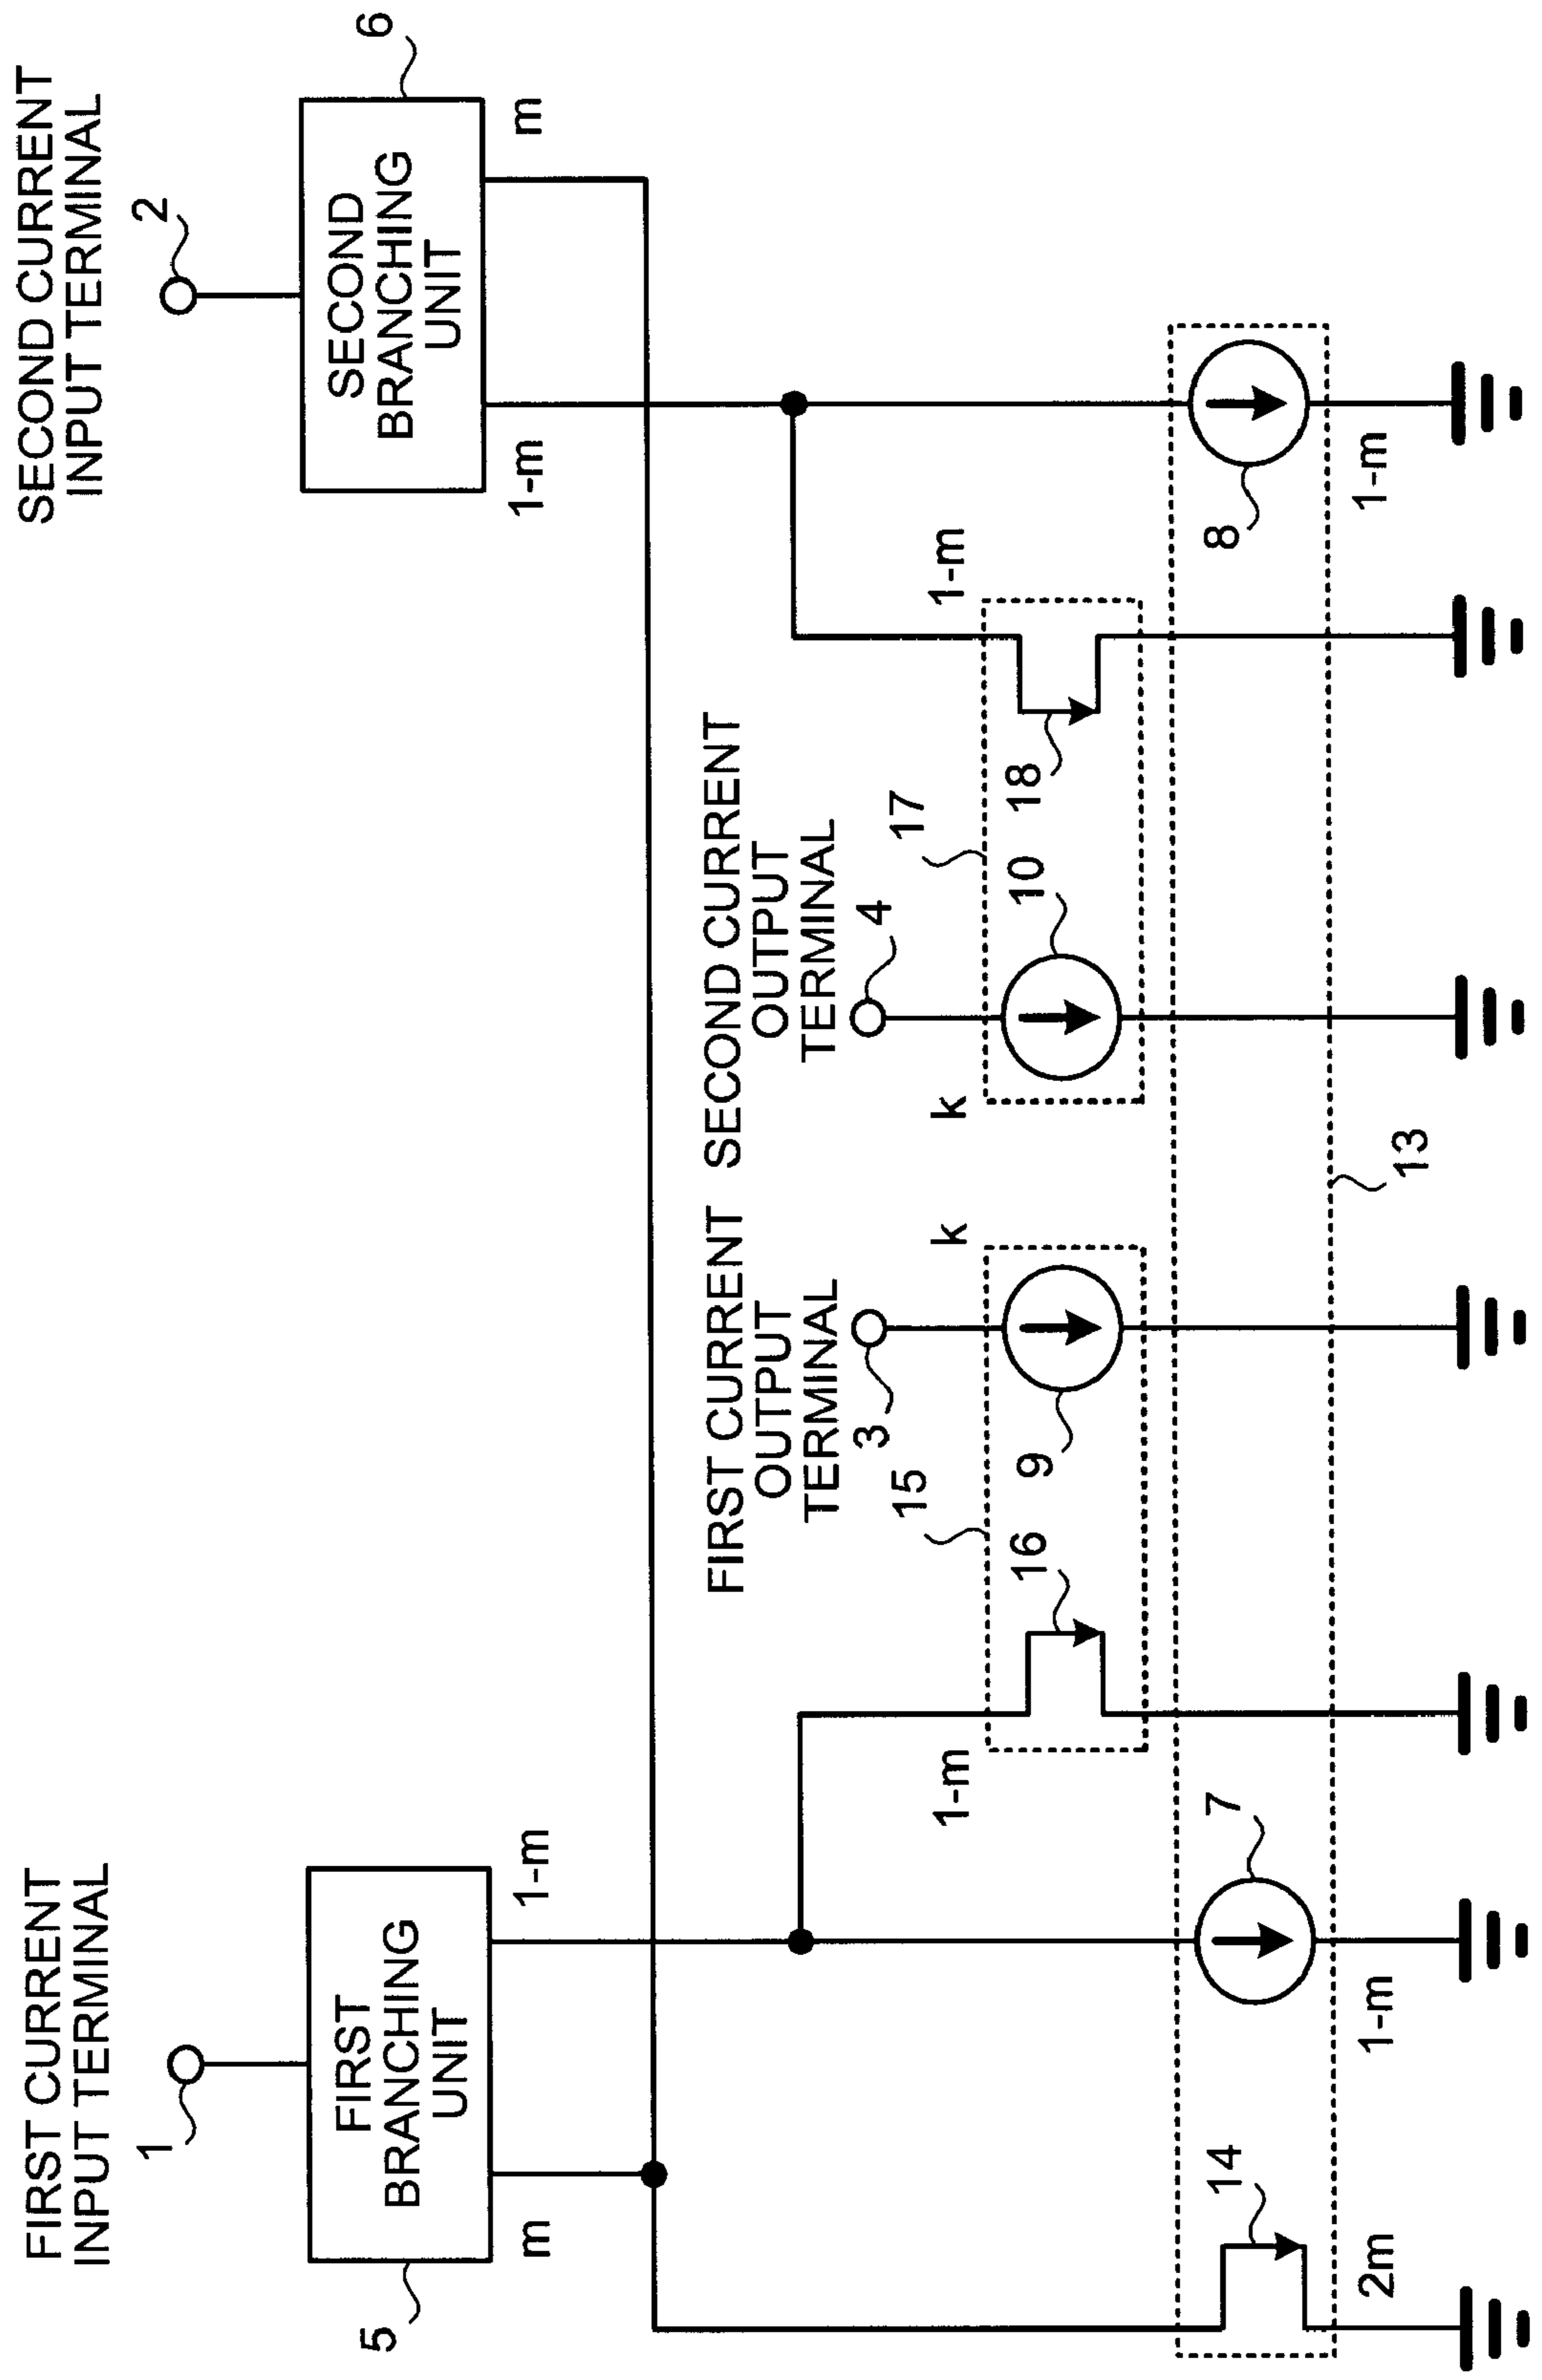 FIRST CURRENT
INPUT TERMINAL
1
FIRST
BRANCHING
UNIT
5
m
1-m
SECOND CURRENT
INPUT TERMINAL
2
SECOND
BRANCHING
UNIT
6
1-m
m
FIRST CURRENT
OUTPUT
TERMINAL
3
SECOND CURRENT
OUTPUT
TERMINAL
4
15
17
1-m
16
9
k
k
10
18
1-m
14
2m
7
1-m
13
8
1-m